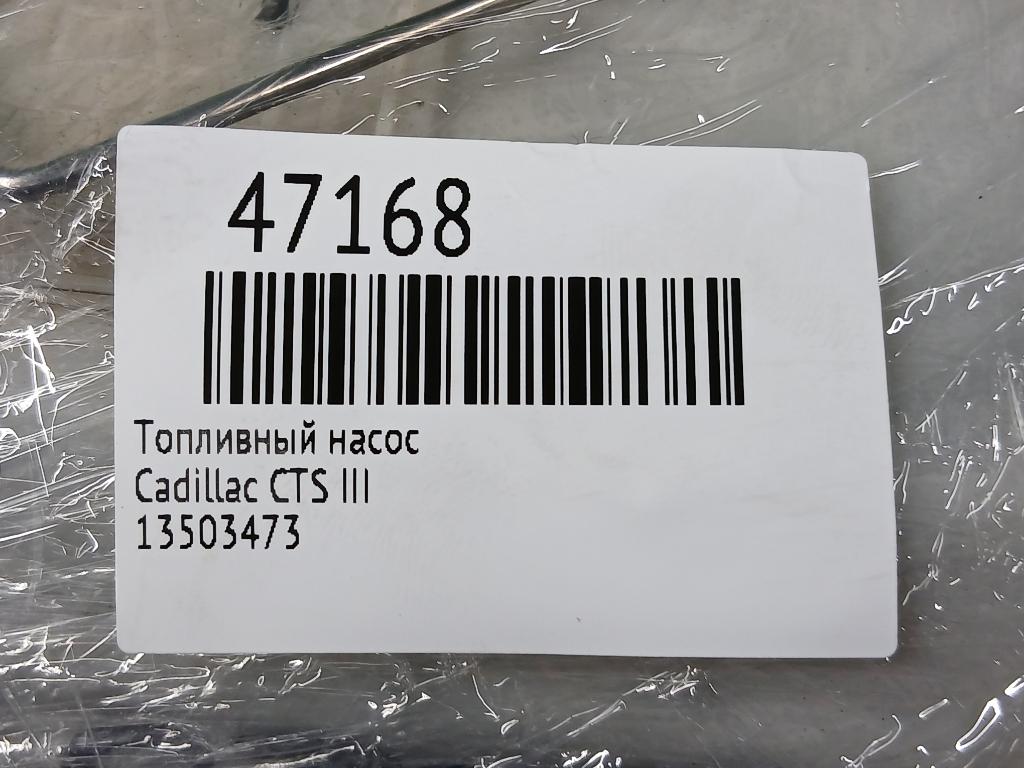 47168
Топливный насос
Cadillac CTS III
13503473